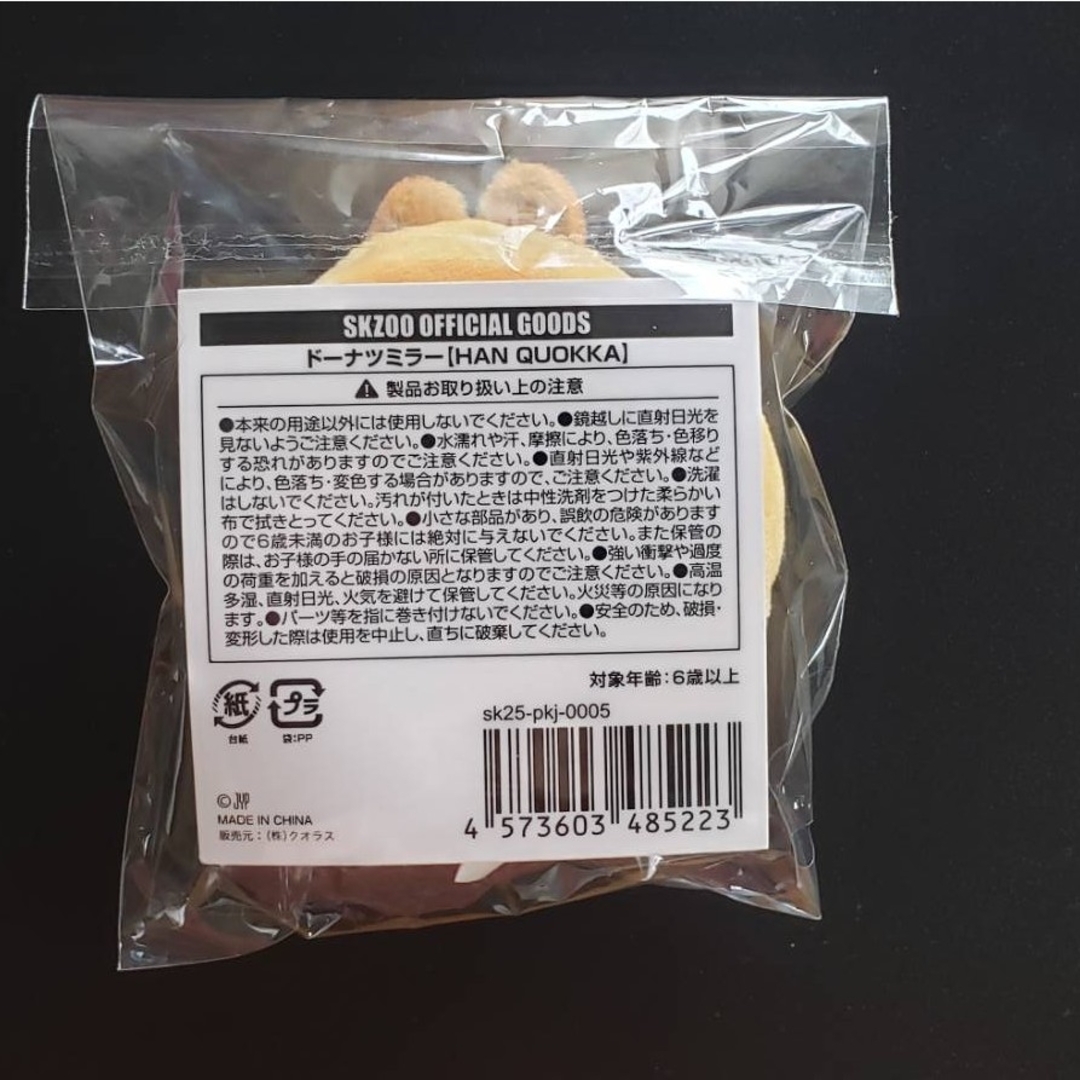 SKZOO OFFICIAL GOODS
ドーナツミラー【HAN QUOKKA】
製品お取り扱い上の注意
●本来の用途以外には使用しないでください。●鏡越しに直射日光を
見ないようご注意ください。●水濡れや汗、摩擦により、色落ち・色移り
する恐れがありますのでご注意ください。●直射日光や紫外線など
により、色落ち・変色する場合がありますので、ご注意ください。●洗濯
はしないでください。汚れが付いたときは中性洗剤をつけた柔らかい
布で拭きとってください。●小さな部品があり、誤飲の危険があります
ので6歳未満のお子様には絶対に与えないでください。また保管の
際は、お子様の手の届かない所に保管してください。●強い衝撃や過度
の荷重を加えると破損の原因となりますのでご注意ください。●高温
多湿、直射日光、火気を避けて保管してください。火災等の原因になり
ます。●パーツ等を指に巻き付けないでください。●安全のため、破損・
変形した際は使用を中止し、直ちに破棄してください。
対象年齢：6歳以上
紙
台紙
プラ
袋：PP
sk25-pkj-0005
4 573603 485223
© JYP
MADE IN CHINA
販売元：（株）クオラス